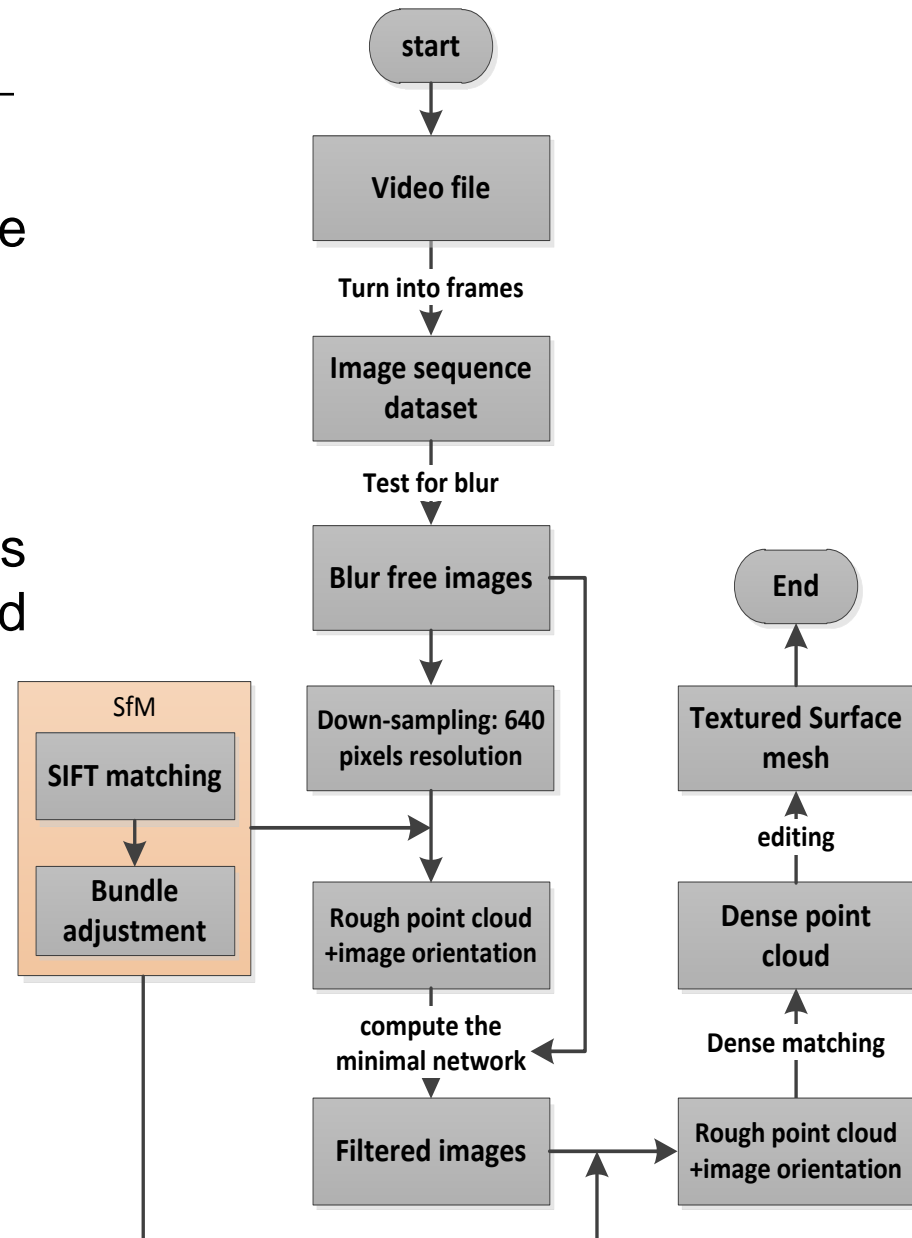 start
e
Video file
Turn into frames
Image sequence
dataset
Test for blur
s
d
Blur free images
Down-sampling: 640
pixels resolution
SfM
SIFT matching
Bundle
adjustment
Rough point cloud
+image orientation
compute the
minimal network
Filtered images
Rough point cloud
+image orientation
Dense matching
Dense point
cloud
editing
Textured Surface
mesh
End